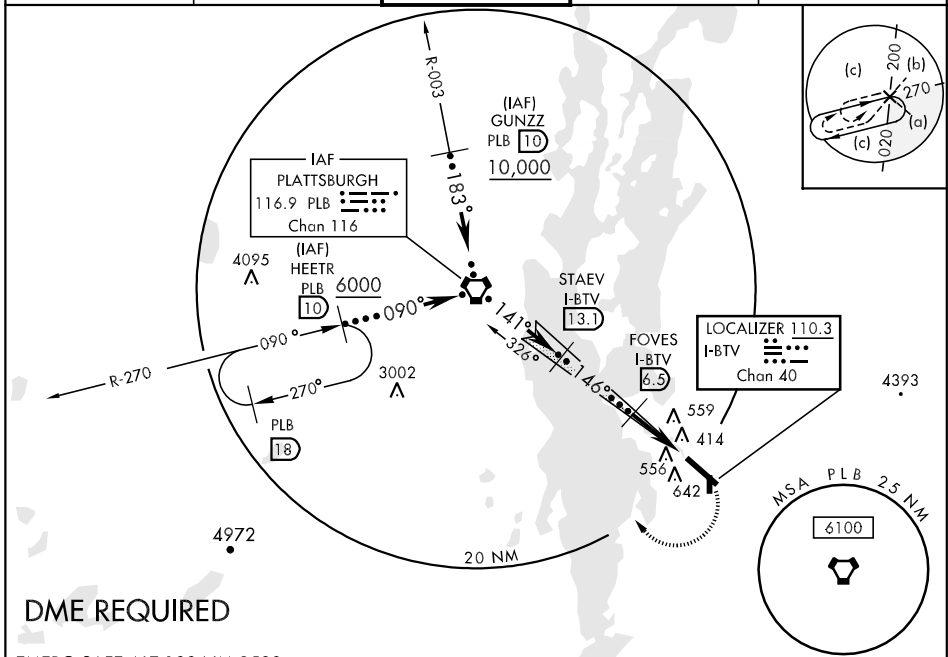 R-003
(IAF)
GUNZZ
PLB 10
10,000
183°
IAF
PLATTSBURGH
116.9 PLB
Chan 116
(IAF)
HEETR
PLB
10
6000
4095
090°
090°
R-270
270°
PLB
18
3002
141°
326°
STAEV
I-BTV
13.1
146°
FOVES
I-BTV
6.5
LOCALIZER 110.3
I-BTV
Chan 40
559
414
556
642
4393
4972
20 NM
MSA PLB 25 NM
6100
(c)
200
(b)
270
(a)
(c)
020
DME REQUIRED